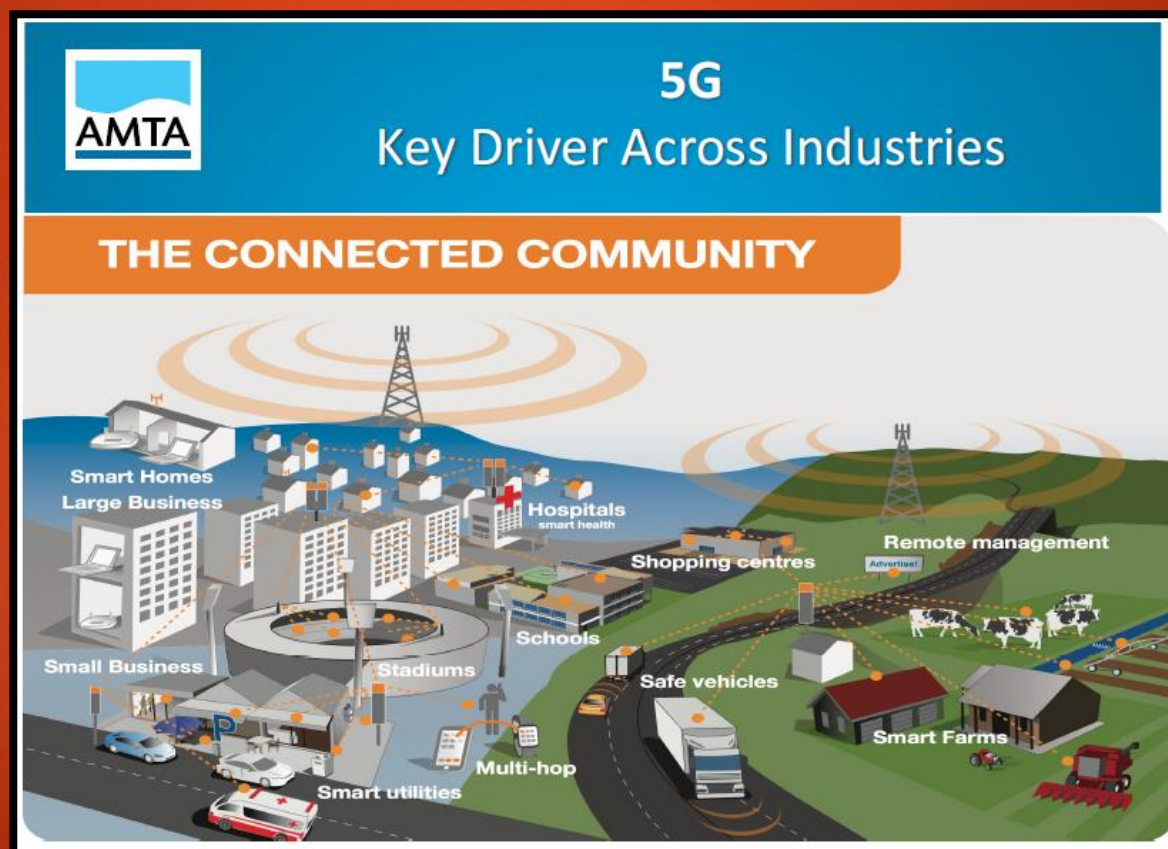 AMTA
5G
Key Driver Across Industries
THE CONNECTED COMMUNITY
Smart Homes
Large Business
Hospitals
smart health
Shopping centres
Remote management
Advertise!
Schools
Small Business
Stadiums
Safe vehicles
P
Smart Farms
Multi-hop
Smart utilities